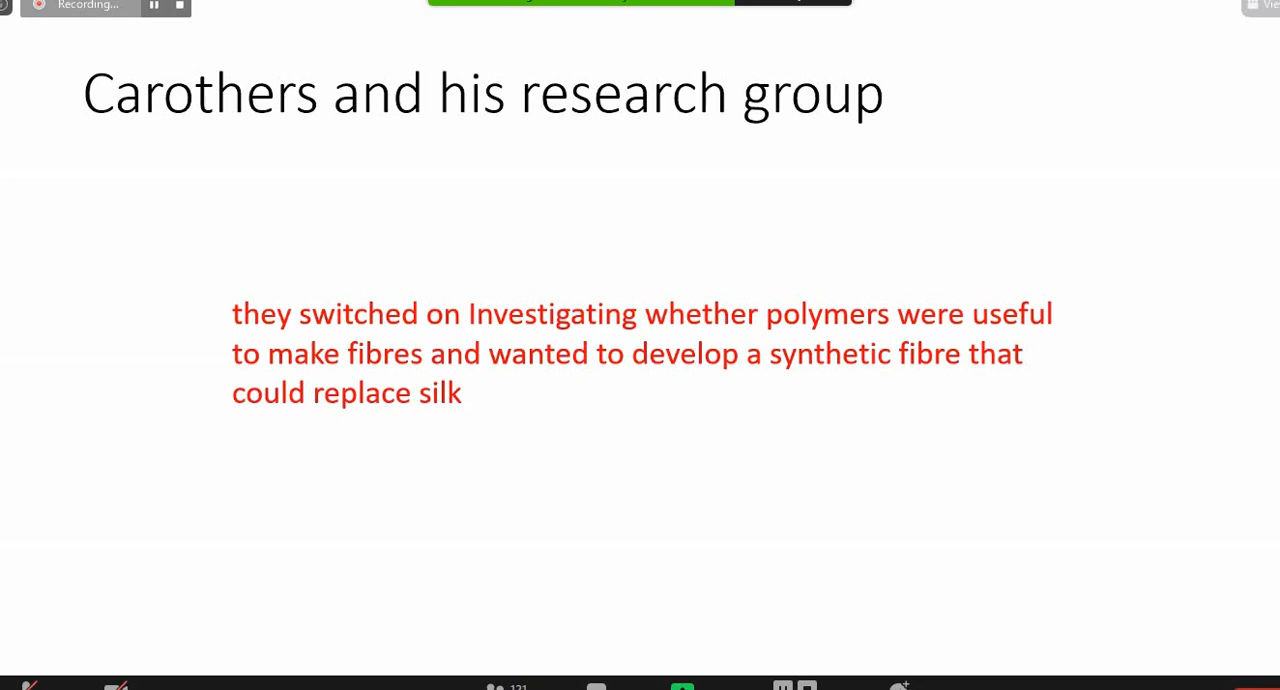 Recording...
Carothers and his research group
they switched on Investigating whether polymers were useful
to make fibres and wanted to develop a synthetic fibre that
could replace silk